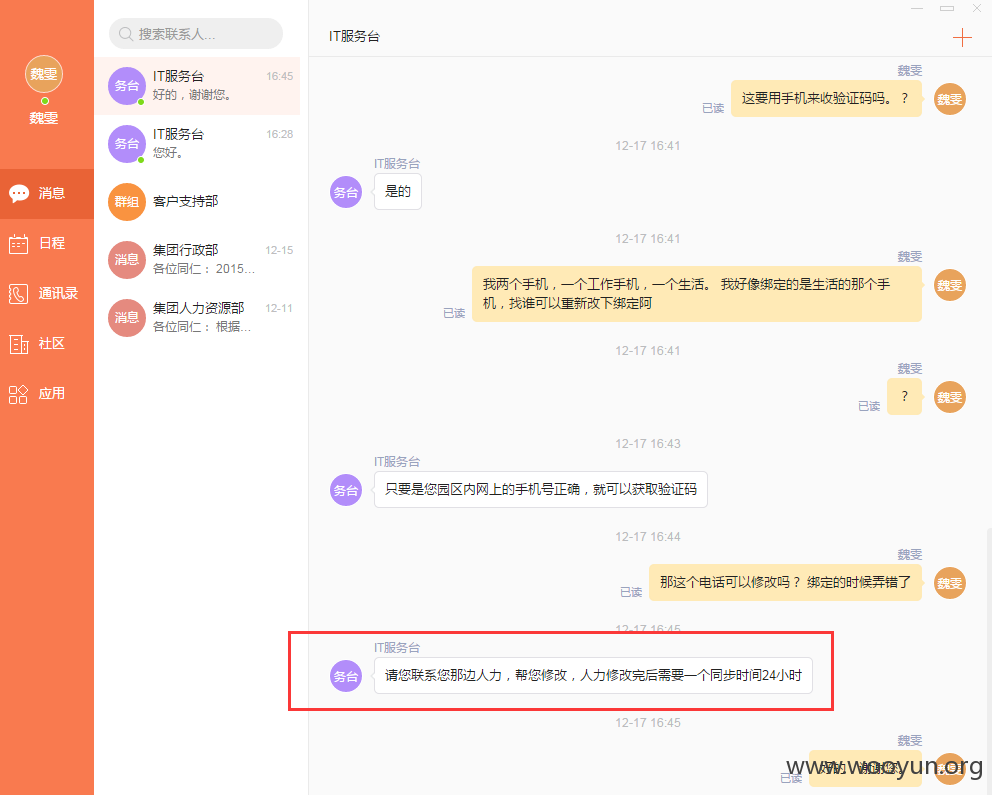 魏雯
魏雯
消息
日程
通讯录
社区
应用
搜索联系人...
务台
IT服务台
16:45
好的，谢谢您。
务台
IT服务台
16:28
您好。
群组
客户支持部
消息
集团行政部
12-15
各位同仁： 2015...
消息
集团人力资源部
12-11
各位同仁： 根据...
IT服务台
魏雯
已读
这要用手机来收验证码吗。 ?
魏雯
12-17 16:41
IT服务台
务台
是的
12-17 16:41
魏雯
我两个手机，一个工作手机，一个生活。 我好像绑定的是生活的那个手
机，找谁可以重新改下绑定阿
已读
魏雯
12-17 16:41
魏雯
已读
?
魏雯
12-17 16:43
IT服务台
务台
只要是您园区内网上的手机号正确，就可以获取验证码
12-17 16:44
魏雯
已读
那这个电话可以修改吗？ 绑定的时候弄错了
魏雯
12-17 16:45
IT服务台
务台
请您联系您那边人力，帮您修改，人力修改完后需要一个同步时间24小时
12-17 16:45
魏雯
已读
好的，谢谢您。
魏雯
www.wooyun.org